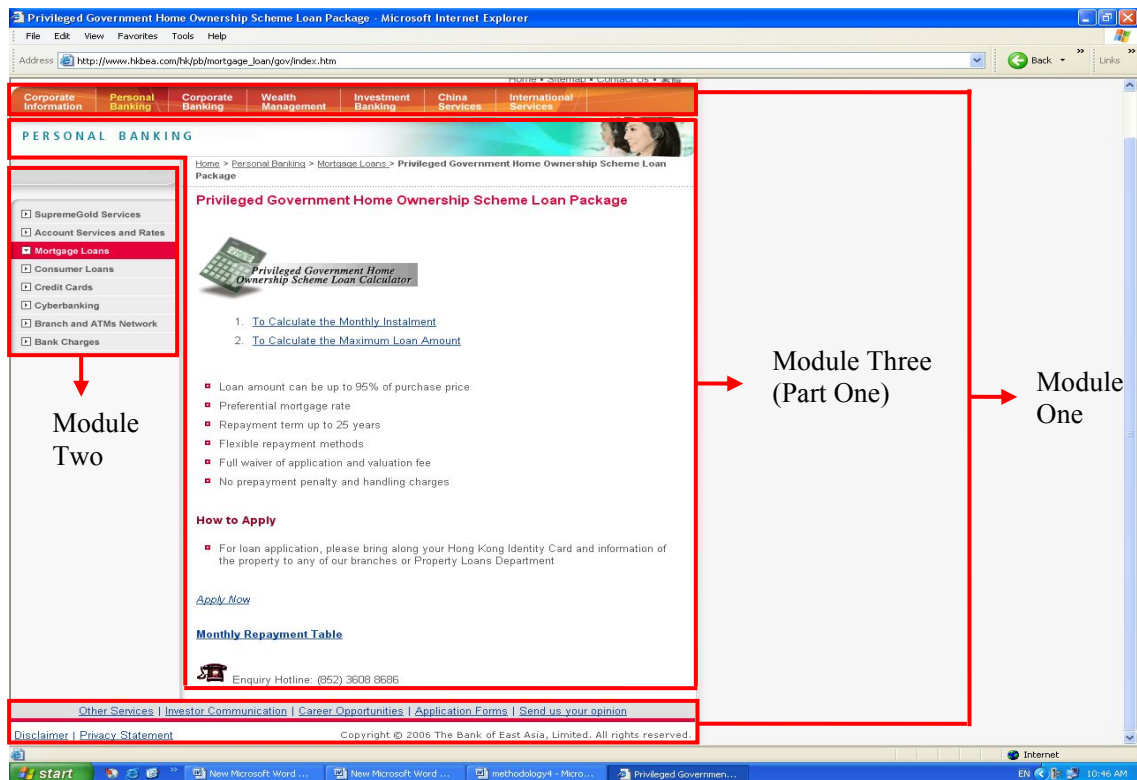 Privileged Government Home Ownership Scheme Loan Package - Microsoft Internet Explorer
File Edit View Favorites Tools Help
Address http://www.hkbea.com/hk/pb/mortgage_loan/gov/index.htm Back » Links »
Home • Sitemap • Contact Us • 繁體
Corporate Information Personal Banking Corporate Banking Wealth Management Investment Banking China Services International Services
PERSONAL BANKING
Home > Personal Banking > Mortgage Loans > Privileged Government Home Ownership Scheme Loan
Package
Privileged Government Home Ownership Scheme Loan Package
SupremeGold Services
Account Services and Rates
Mortgage Loans
Consumer Loans
Credit Cards
Cyberbanking
Branch and ATMs Network
Bank Charges
Privileged Government Home
Ownership Scheme Loan Calculator
1. To Calculate the Monthly Instalment
2. To Calculate the Maximum Loan Amount
Loan amount can be up to 95% of purchase price
Preferential mortgage rate
Repayment term up to 25 years
Flexible repayment methods
Full waiver of application and valuation fee
No prepayment penalty and handling charges
How to Apply
For loan application, please bring along your Hong Kong Identity Card and information of
the property to any of our branches or Property Loans Department
Apply Now
Monthly Repayment Table
Enquiry Hotline: (852) 3608 8686
Module
Two
Module Three
(Part One)
Module
One
Other Services | Investor Communication | Career Opportunities | Application Forms | Send us your opinion
Disclaimer | Privacy Statement Copyright © 2006 The Bank of East Asia, Limited. All rights reserved.
Internet
start » New Microsoft Word ... New Microsoft Word ... methodology4 - Micro... Privileged Governmen... EN 10:46 AM